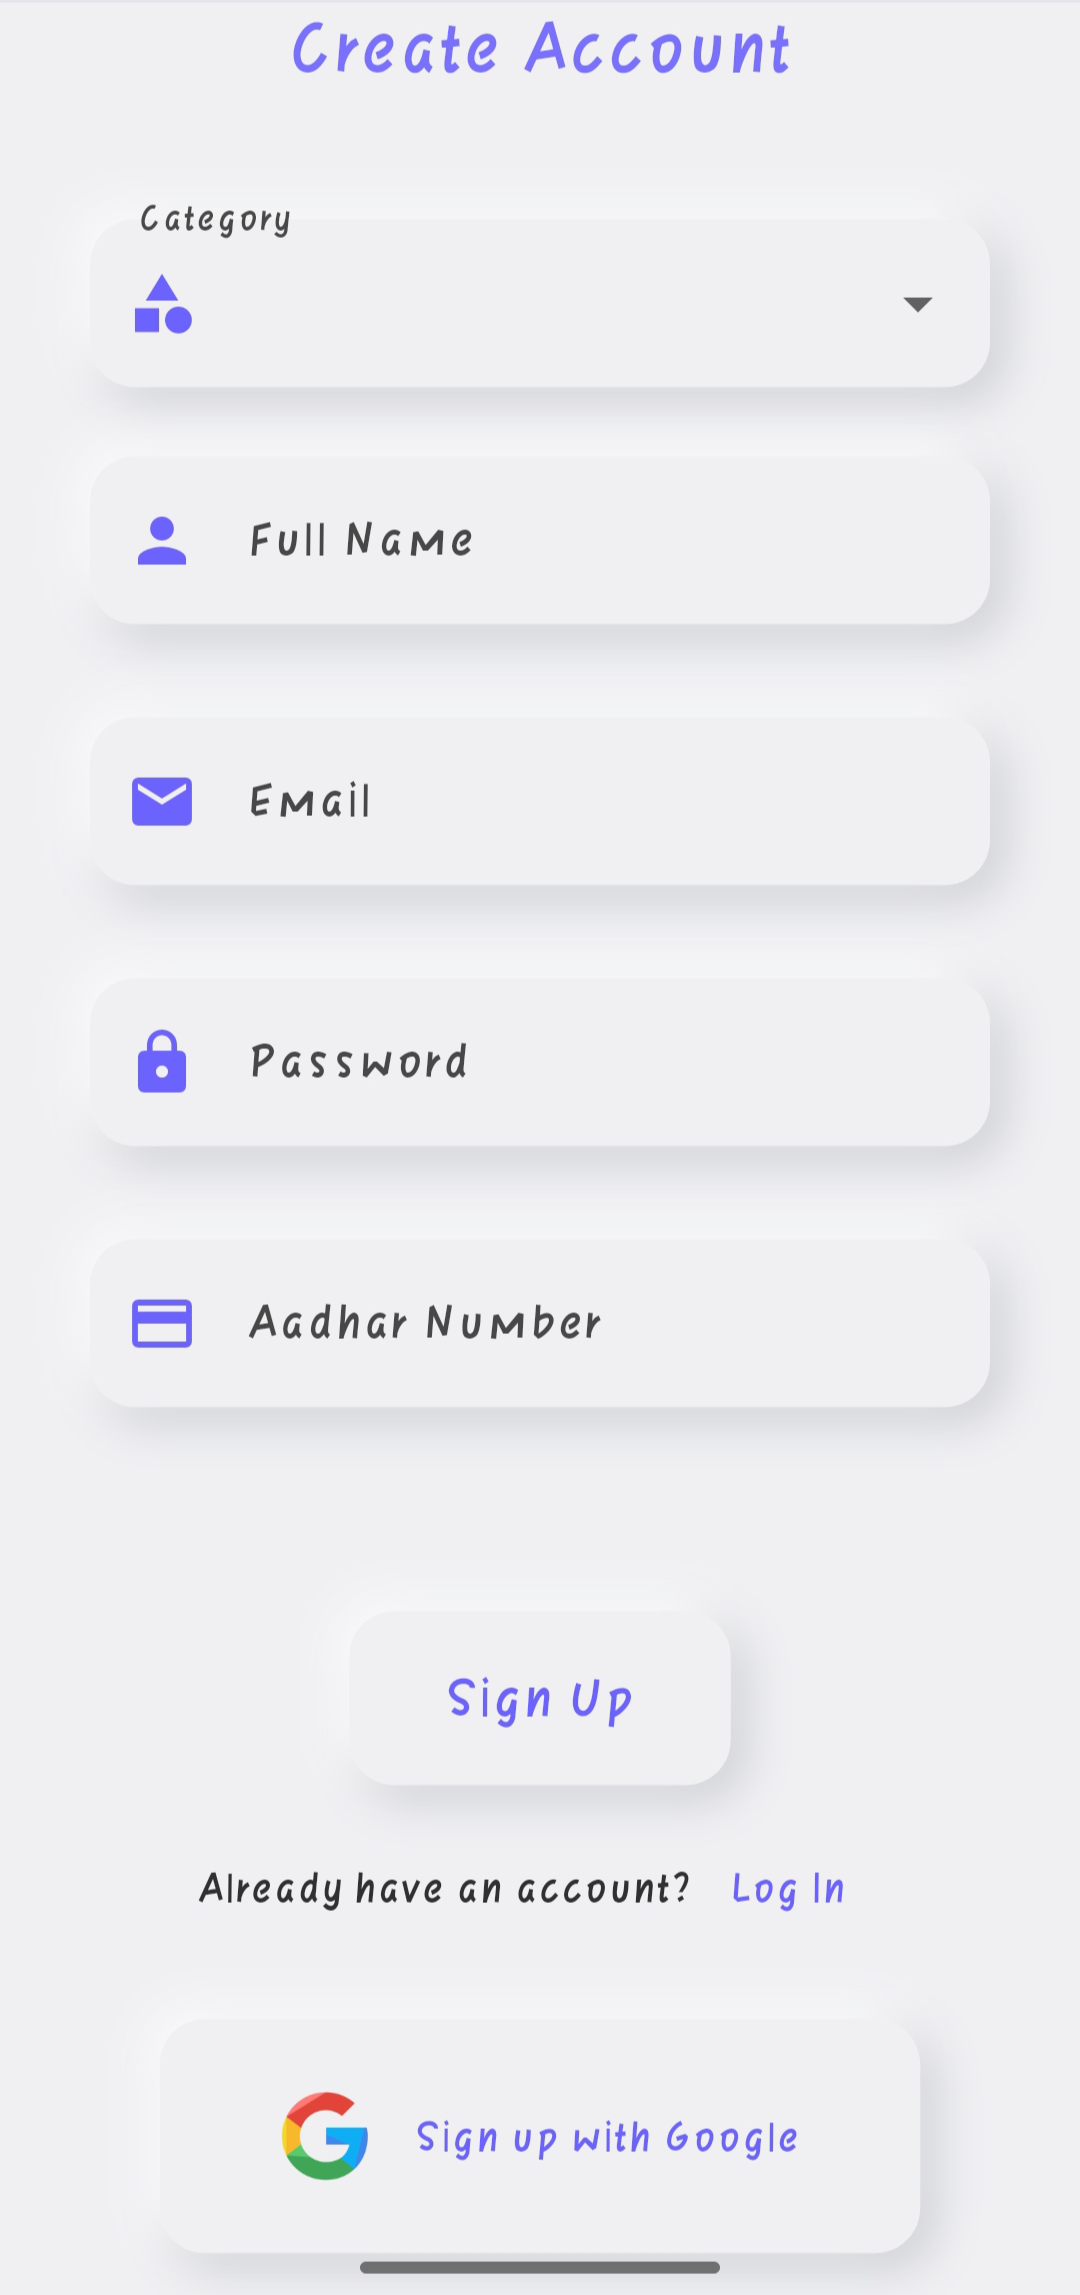 Create Account
Category
Full Name
Email
Password
Aadhar Number
Sign Up
Already have an account? Log In
Sign up with Google